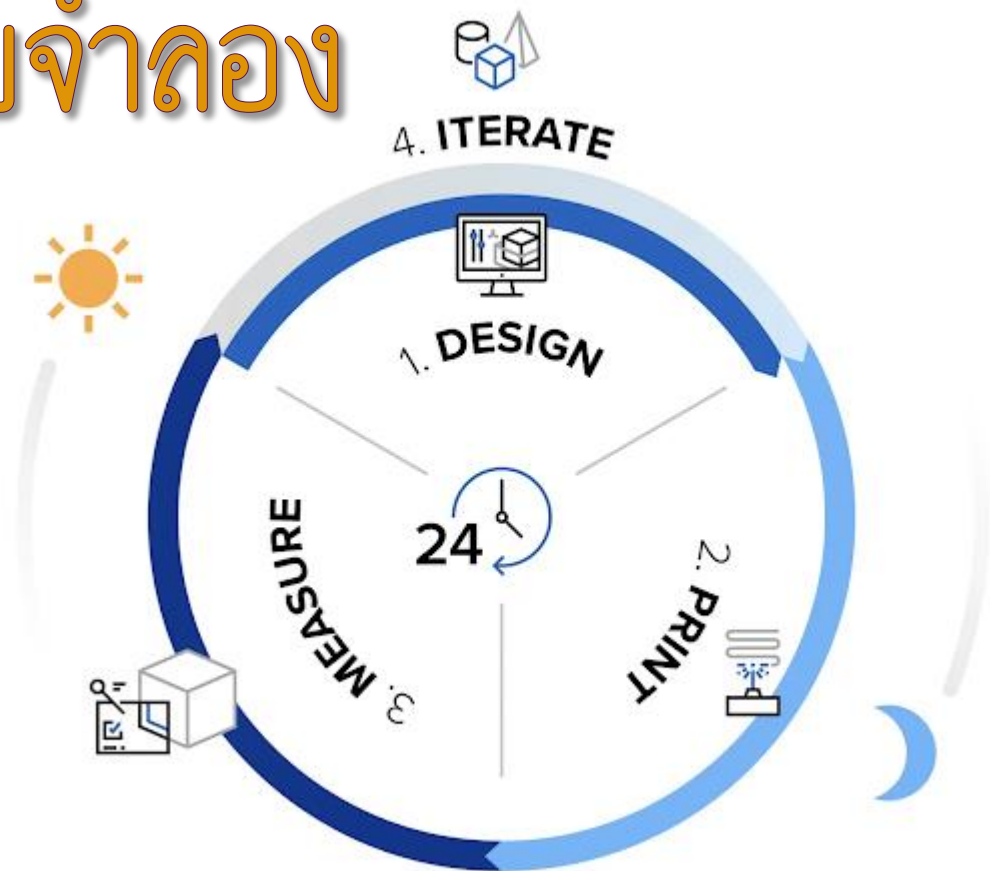 จำลอง
4. ITERATE
1. DESIGN
2. PRINT
3. MEASURE
24